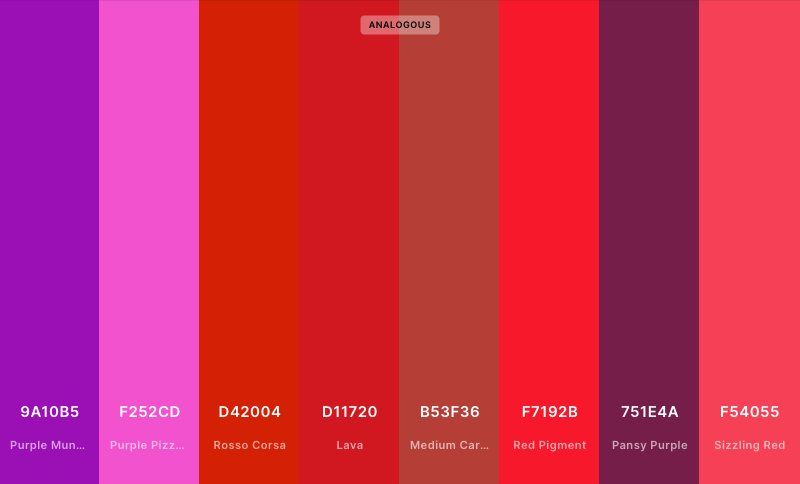 ANALOGOUS
9A10B5
F252CD
D42004
D11720
B53F36
F7192B
751E4A
F54055
Purple Mun...
Purple Pizz...
Rosso Corsa
Lava
Medium Car...
Red Pigment
Pansy Purple
Sizzling Red